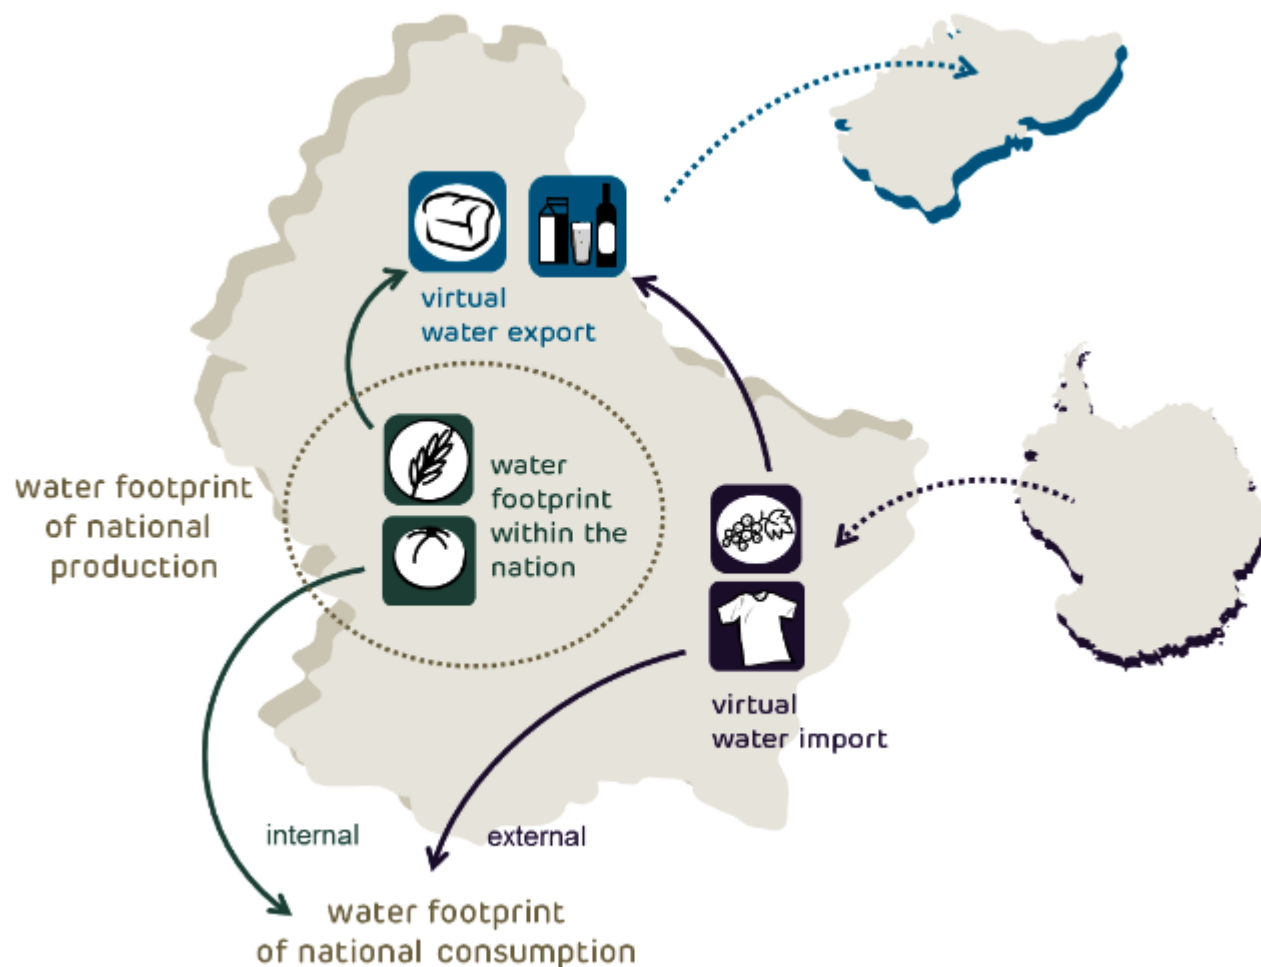 virtual
water export
water footprint
of national
production
water
footprint
within the
nation
virtual
water import
internal
external
water footprint
of national consumption